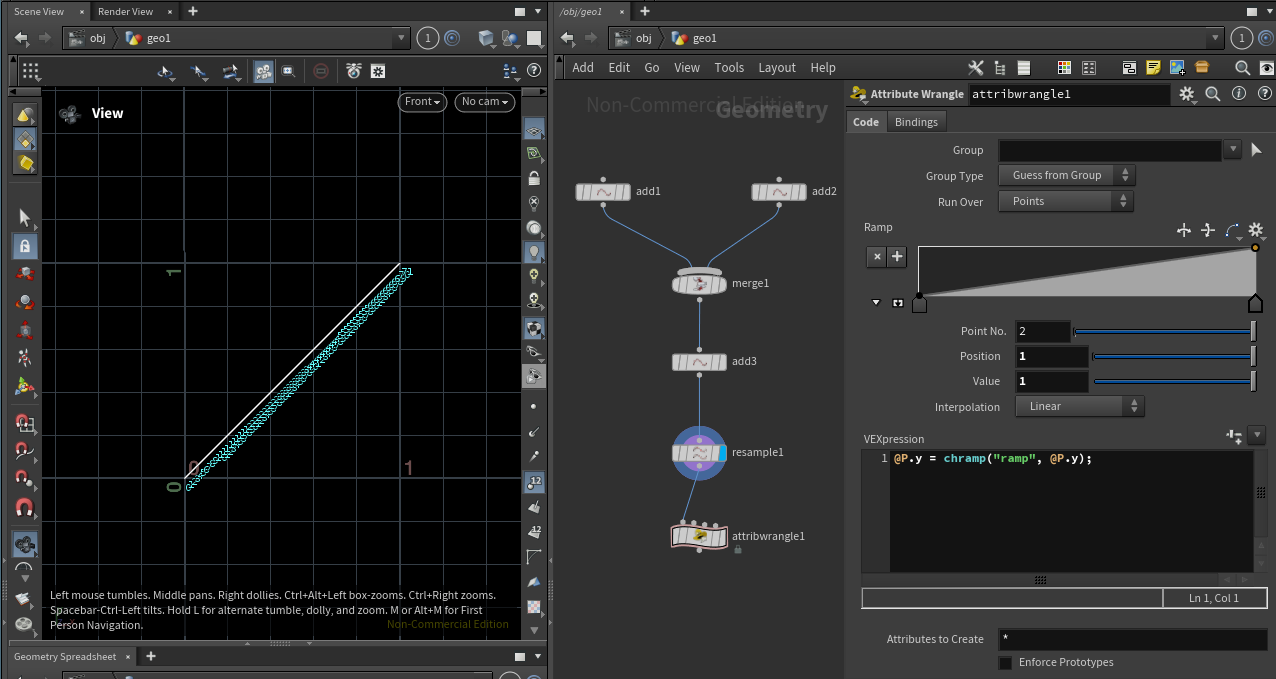 Scene View × Render View × +
obj geo1
1
View
Front No cam
1
71
0
1
0
Left mouse tumbles. Middle pans. Right dollies. Ctrl+Alt+Left box-zooms. Ctrl+Right zooms.
Spacebar-Ctrl-Left tilts. Hold L for alternate tumble, dolly, and zoom. M or Alt+M for First
Person Navigation.
Non-Commercial Edition
Geometry Spreadsheet × +
12
12
/obj/geo1 × +
obj geo1
1
Add Edit Go View Tools Layout Help
Non-Commercial Edition
Geometry
add1
add2
merge1
add3
resample1
attribwrangle1
Attribute Wrangle attribwrangle1
Code Bindings
Group
Group Type Guess from Group
Run Over Points
Ramp
Point No. 2
Position 1
Value 1
Interpolation Linear
VEXpression
1 @P.y = chramp("ramp", @P.y);
Ln 1, Col 1
Attributes to Create *
Enforce Prototypes